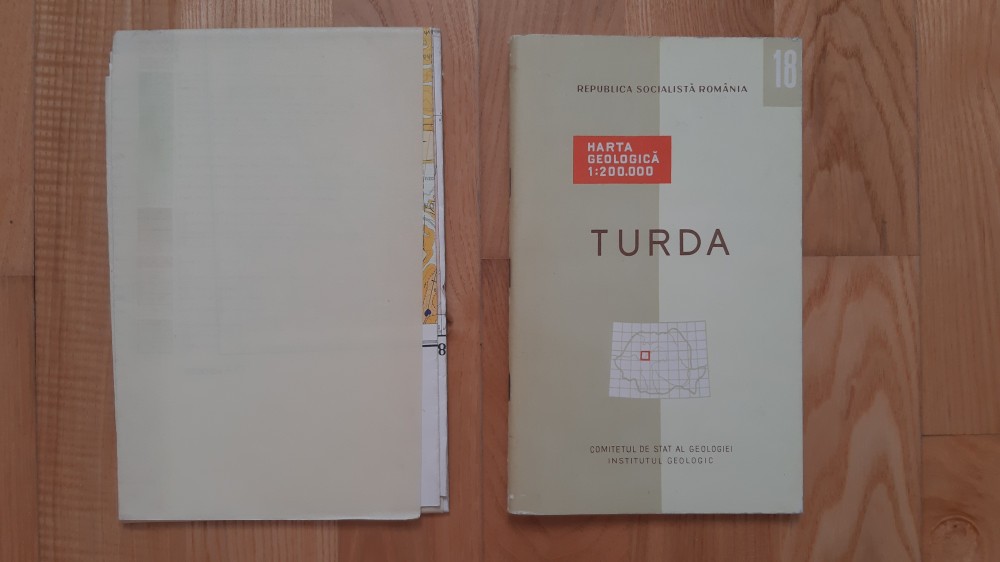 8
18
REPUBLICA SOCIALISTĂ ROMÂNIA
HARTA
GEOLOGICĂ
1:200.000
TURDA
COMITETUL DE STAT AL GEOLOGIEI
INSTITUTUL GEOLOGIC